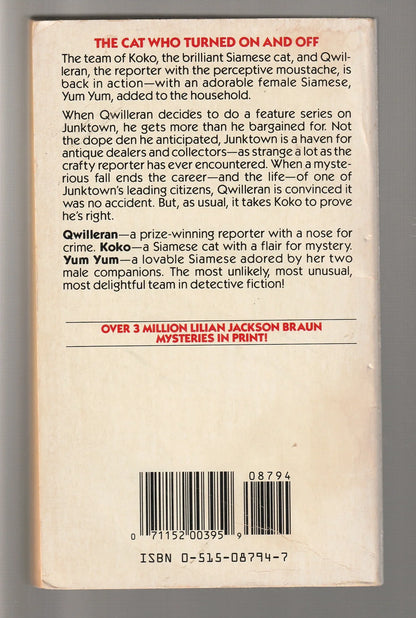 THE CAT WHO TURNED ON AND OFF
The team of Koko, the brilliant Siamese cat, and Qwil-
leran, the reporter with the perceptive moustache, is
back in action—with an adorable female Siamese,
Yum Yum, added to the household.
When Qwilleran decides to do a feature series on
Junktown, he gets more than he bargained for. Not
the dope den he anticipated, Junktown is a haven for
antique dealers and collectors—as strange a lot as the
crafty reporter has ever encountered. When a myste-
rious fall ends the career—and the life—of one of
Junktown's leading citizens, Qwilleran is convinced it
was no accident. But, as usual, it takes Koko to prove
he's right.
Qwilleran—a prize-winning reporter with a nose for
crime. Koko—a Siamese cat with a flair for mystery.
Yum Yum—a lovable Siamese adored by her two
male companions. The most unlikely, most unusual,
most delightful team in detective fiction!
OVER 3 MILLION LILIAN JACKSON BRAUN
MYSTERIES IN PRINT!
08794
0 71152 00395 9
ISBN 0-515-08794-7